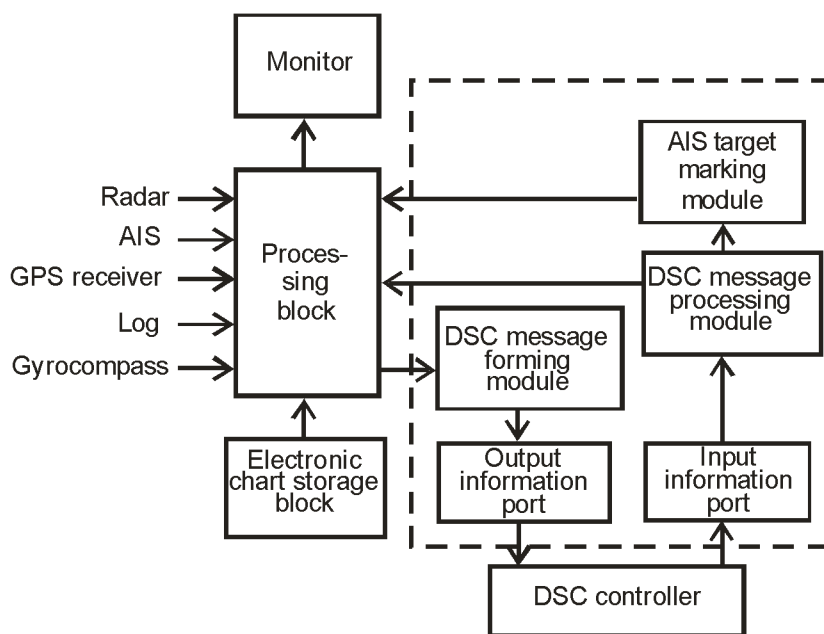 Monitor
AIS target
marking
module
Radar
AIS
GPS receiver
Log
Gyrocompass
Proces-
sing
block
DSC message
processing
module
DSC message
forming
module
Electronic
chart storage
block
Output
information
port
Input
information
port
DSC controller